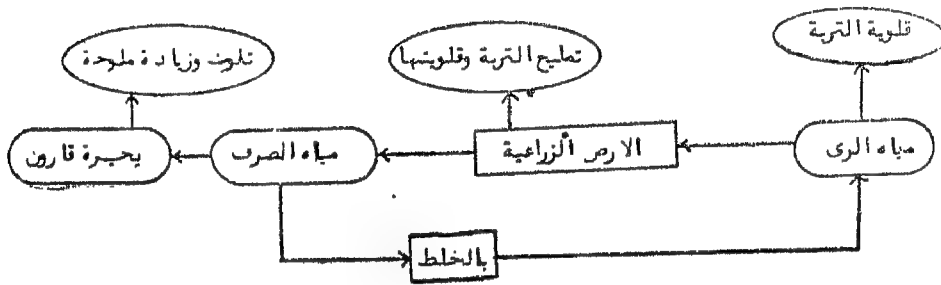 قلوية التربة
تمليح التربة وقلويتها
تلوث وزيادة ملوحة
مياه الرى
الارض الزراعية
مياه الصرف
بحيرة قارون
بالخلط